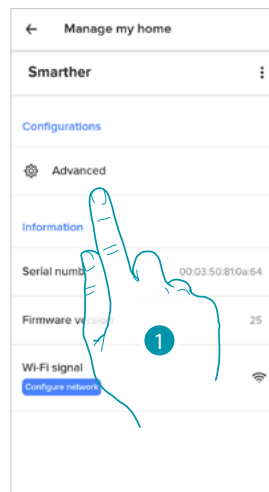 Manage my home
Smarther
Configurations
Advanced
Information
Serial numb 00:03:50:81:0a:64
Firmware version 25
Wi-Fi signal
Configure network
1